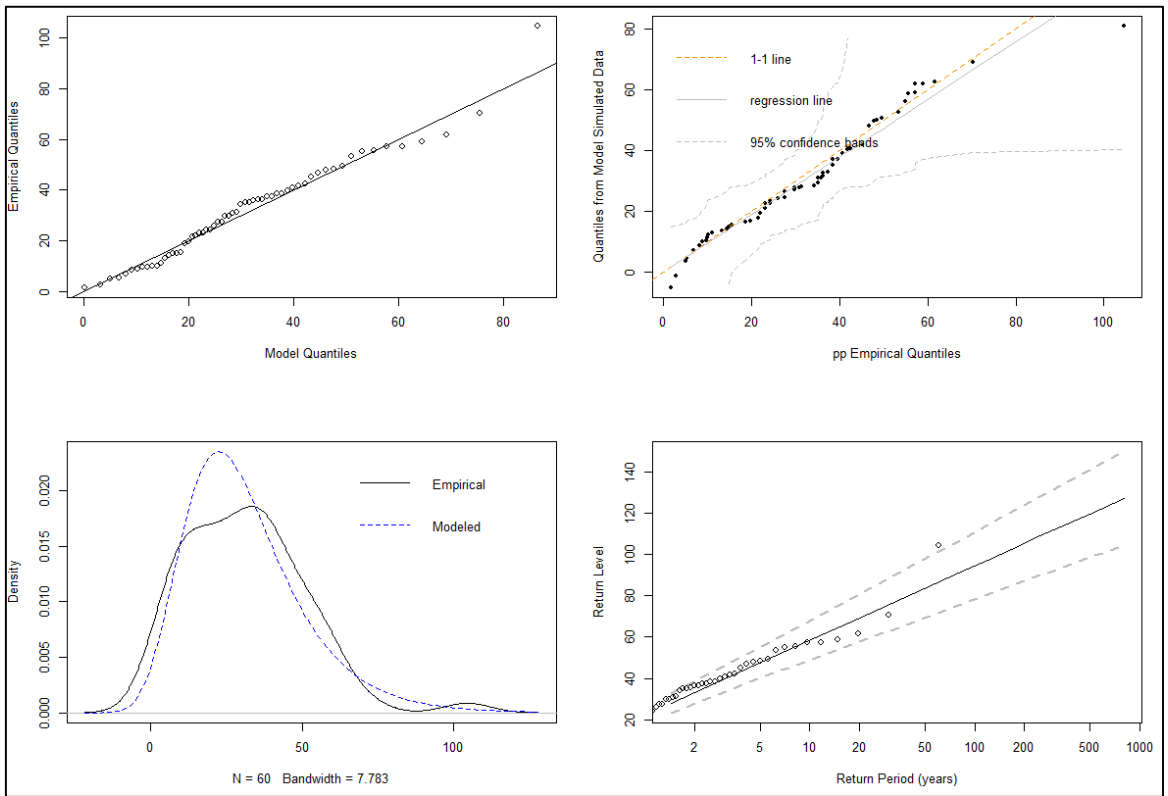 Empirical Quantiles
100
80
60
40
20
0
0 20 40 60 80
Model Quantiles
Quantiles from Model Simulated Data
80
60
40
20
0
1-1 line
regression line
95% confidence bands
0 20 40 60 80 100
pp Empirical Quantiles
Density
0.020
0.015
0.010
0.005
0.000
Empirical
Modeled
0 50 100
N = 60 Bandwidth = 7.783
Return Level
140
120
100
80
60
40
20
2 5 10 20 50 100 200 500 1000
Return Period (years)